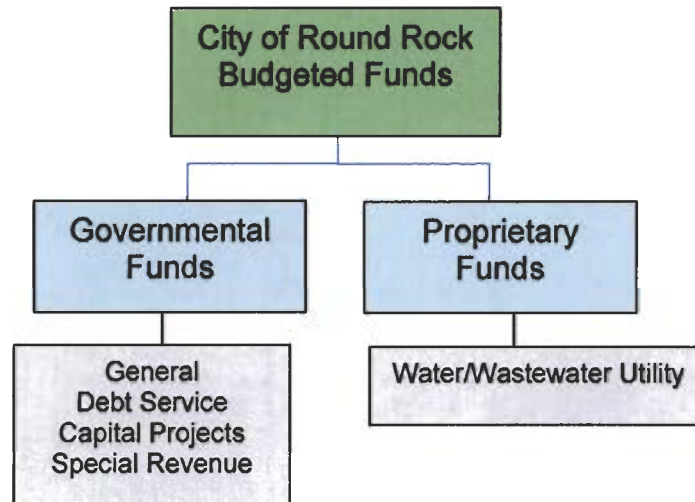 City of Round Rock
Budgeted Funds
Governmental
Funds
Proprietary
Funds
General
Debt Service
Capital Projects
Special Revenue
Water/Wastewater Utility